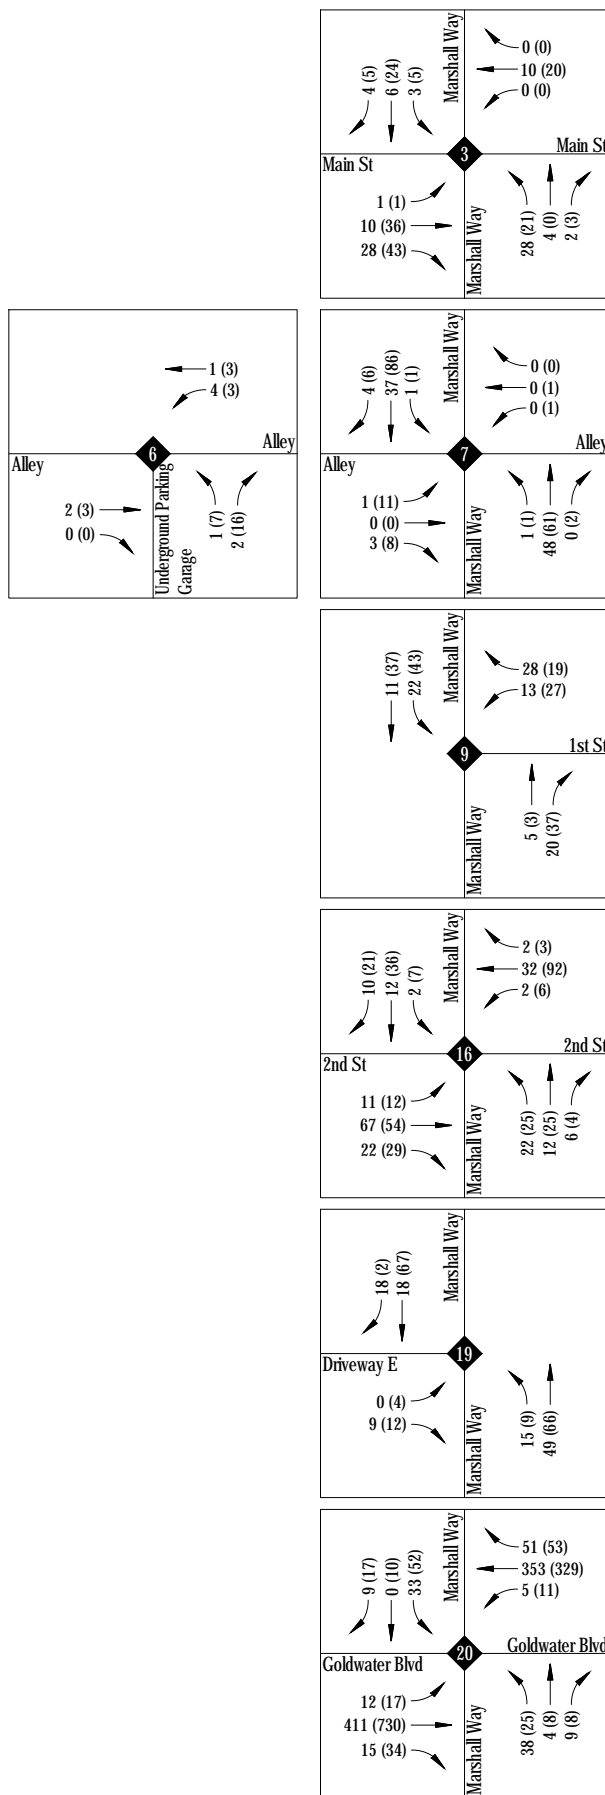 Marshall Way
0 (0)
10 (20)
0 (0)
4 (5)
6 (24)
3 (5)
3
Main St
Main St
1 (1)
10 (36)
28 (43)
Marshall Way
28 (21)
4 (0)
2 (3)
1 (3)
4 (3)
6
Alley
Alley
2 (3)
0 (0)
Underground Parking
Garage
1 (7)
2 (16)
Marshall Way
4 (6)
37 (86)
1 (1)
0 (0)
0 (1)
0 (1)
7
Alley
Alley
1 (11)
0 (0)
3 (8)
Marshall Way
1 (1)
48 (61)
0 (2)
Marshall Way
11 (37)
22 (43)
28 (19)
13 (27)
9
1st St
Marshall Way
5 (3)
20 (37)
Marshall Way
10 (21)
12 (36)
2 (7)
2 (3)
32 (92)
2 (6)
16
2nd St
2nd St
11 (12)
67 (54)
22 (29)
Marshall Way
22 (25)
12 (25)
6 (4)
Marshall Way
18 (2)
18 (67)
19
Driveway E
0 (4)
9 (12)
Marshall Way
15 (9)
49 (66)
Marshall Way
9 (17)
0 (10)
33 (52)
51 (53)
353 (329)
5 (11)
20
Goldwater Blvd
Goldwater Blvd
12 (17)
411 (730)
15 (34)
Marshall Way
38 (25)
4 (8)
9 (8)